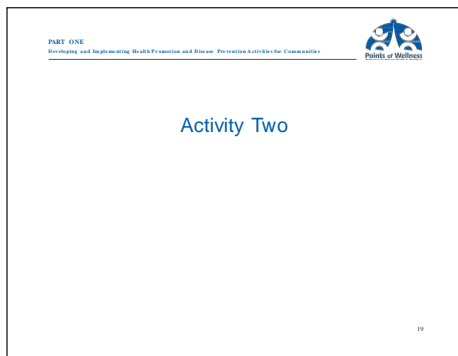 PART ONE
Developing and Implementing Health Promotion and Disease Prevention Activities for Communities
Points of Wellness
Activity Two
19